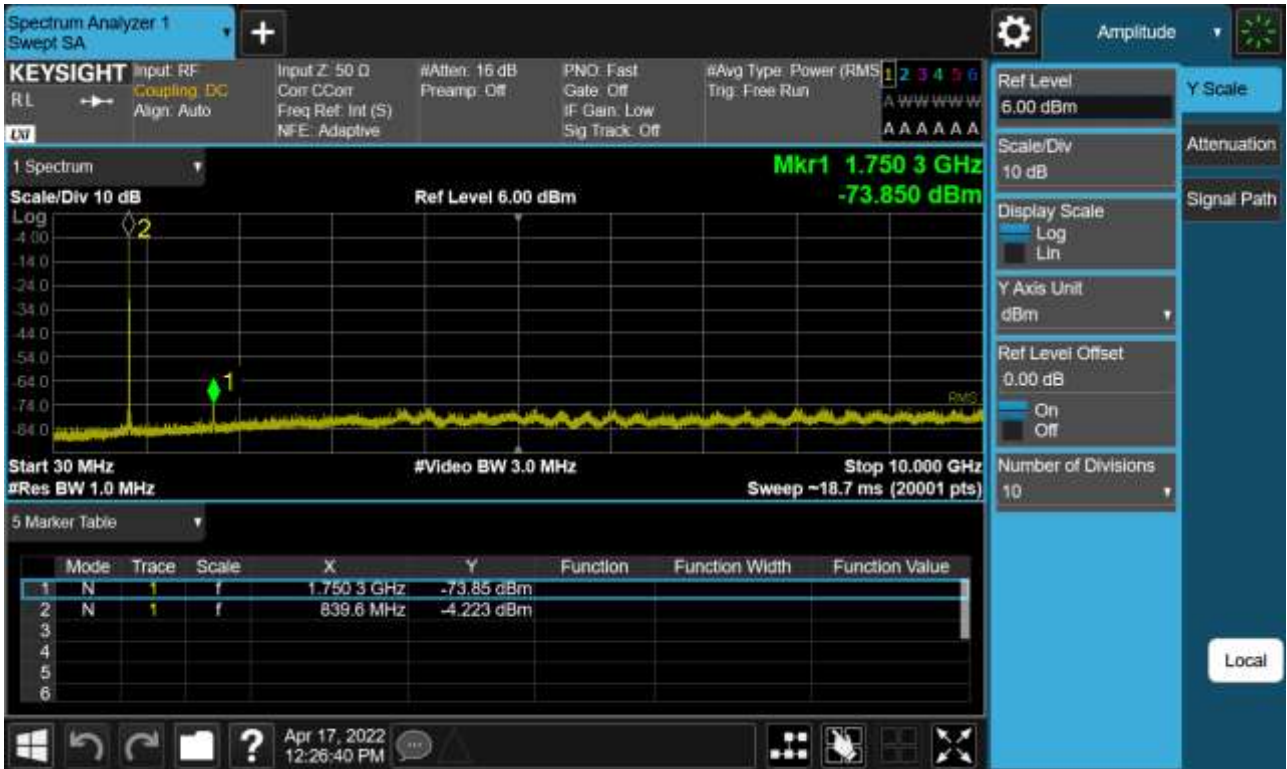 Spectrum Analyzer 1
Swept SA
Amplitude
KEYSIGHT Input: RF Input Z: 50 Ω #Atten: 16 dB PNO: Fast #Avg Type: Power (RMS 1 2 3 4 5 6
RL Coupling: DC Corr CCorr Preamp: Off Gate: Off Trig: Free Run
Align: Auto Freq Ref: Int (S) IF Gain: Low A W W W W W
LXI NFE: Adaptive Sig Track: Off A A A A A A
1 Spectrum
Mkr1 1.750 3 GHz
Scale/Div 10 dB Ref Level 6.00 dBm -73.850 dBm
Log
2
-4.00
-14.0
-24.0
-34.0
-44.0
-54.0
-64.0
1
-74.0
RMS
-84.0
Start 30 MHz #Video BW 3.0 MHz Stop 10.000 GHz
#Res BW 1.0 MHz Sweep ~18.7 ms (20001 pts)
5 Marker Table
Mode Trace Scale X Y Function Function Width Function Value
1 N 1 f 1.750 3 GHz -73.85 dBm
2 N 1 f 839.6 MHz -4.223 dBm
3
4
5
6
Ref Level
6.00 dBm
Scale/Div
10 dB
Display Scale
Log
Lin
Y Axis Unit
dBm
Ref Level Offset
0.00 dB
On
Off
Number of Divisions
10
Y Scale
Attenuation
Signal Path
Local
Apr 17, 2022
12:26:40 PM